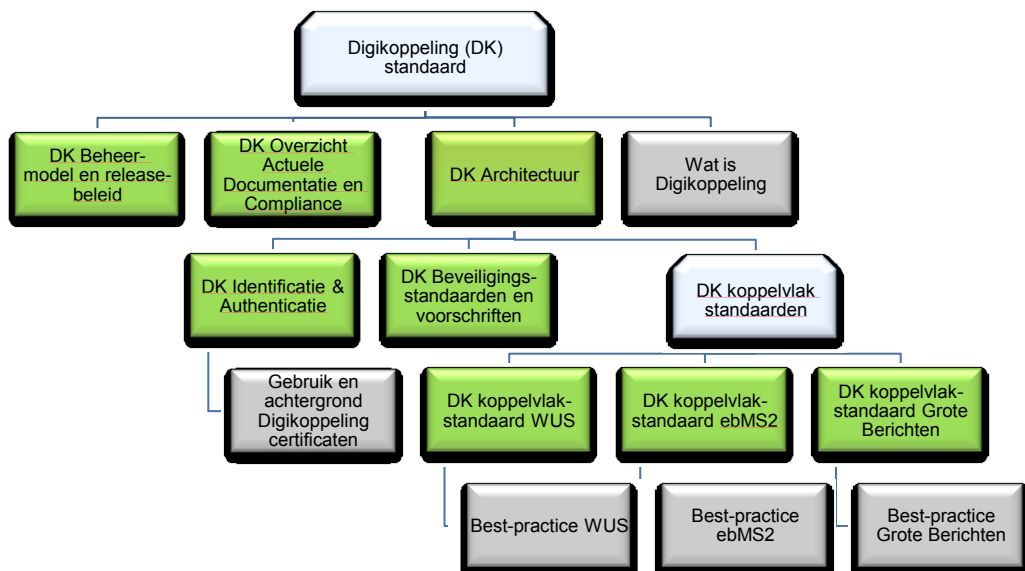 Digikoppeling (DK)
standaard
DK Beheer-
model en release-
beleid
DK Overzicht
Actuele
Documentatie en
Compliance
DK Architectuur
Wat is
Digikoppeling
DK Identificatie &
Authenticatie
DK Beveiligings-
standaarden en
voorschriften
DK koppelvlak
standaarden
Gebruik en
achtergrond
Digikoppeling
certificaten
DK koppelvlak-
standaard WUS
DK koppelvlak-
standaard ebMS2
DK koppelvlak-
standaard Grote
Berichten
Best-practice WUS
Best-practice
ebMS2
Best-practice
Grote Berichten